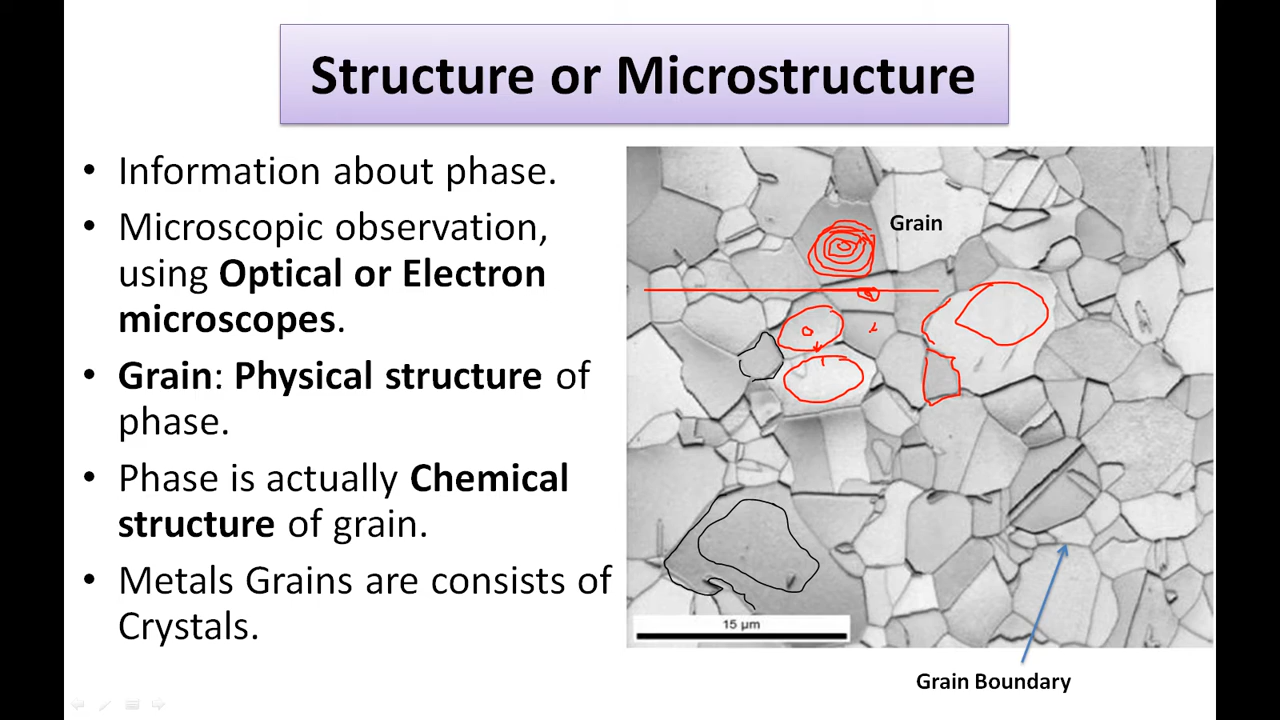 Structure or Microstructure
• Information about phase.
• Microscopic observation,
using Optical or Electron
microscopes.
• Grain: Physical structure of
phase.
• Phase is actually Chemical
structure of grain.
• Metals Grains are consists of
Crystals.
Grain
15 µm
Grain Boundary